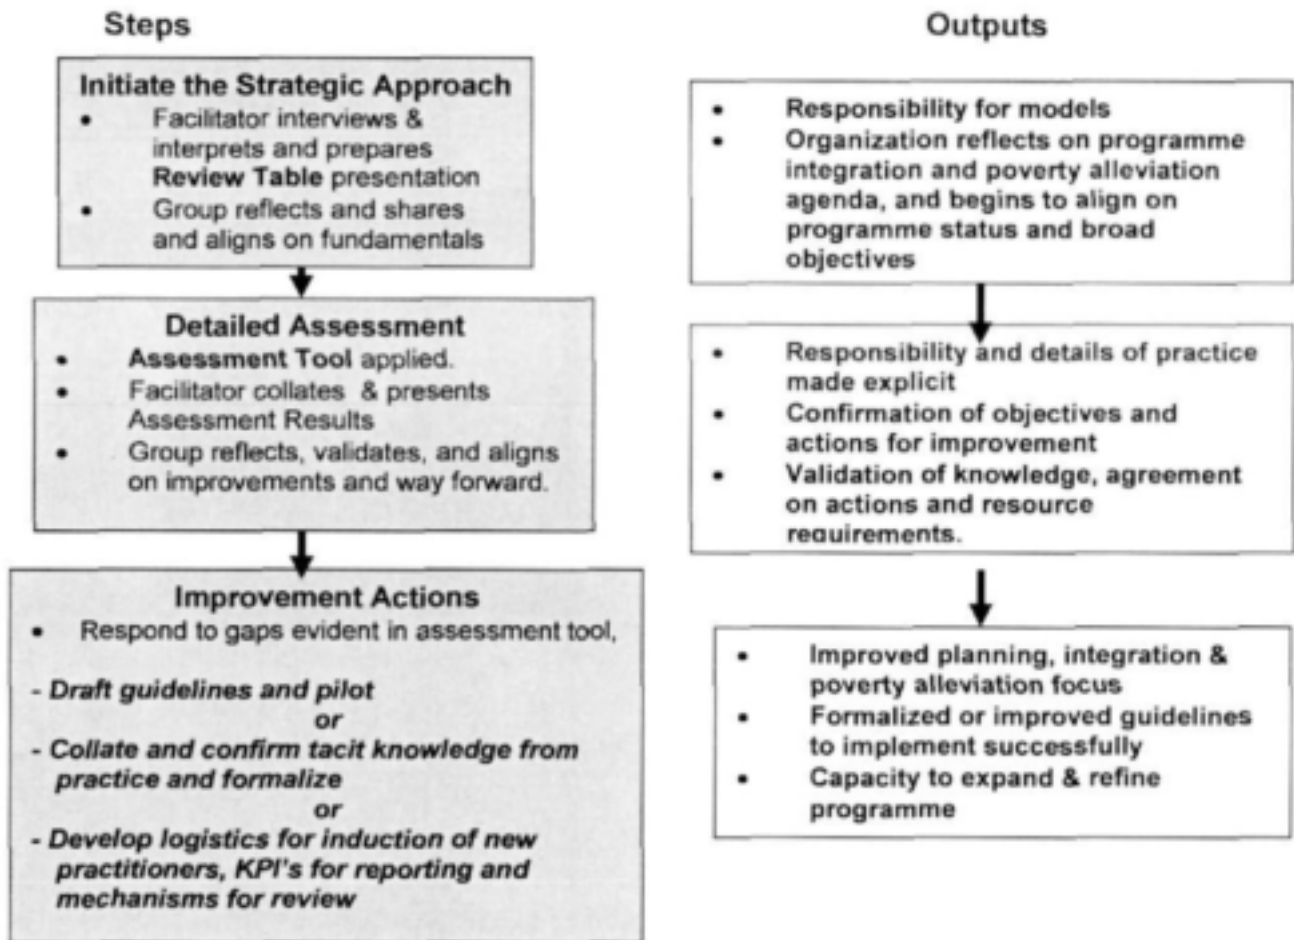 Steps
Initiate the Strategic Approach
• Facilitator interviews &
interprets and prepares
Review Table presentation
• Group reflects and shares
and aligns on fundamentals
Detailed Assessment
• Assessment Tool applied.
• Facilitator collates & presents
Assessment Results
• Group reflects, validates, and aligns
on improvements and way forward.
Improvement Actions
• Respond to gaps evident in assessment tool,
- Draft guidelines and pilot
or
- Collate and confirm tacit knowledge from
practice and formalize
or
- Develop logistics for induction of new
practitioners, KPI's for reporting and
mechanisms for review
Outputs
• Responsibility for models
• Organization reflects on programme
integration and poverty alleviation
agenda, and begins to align on
programme status and broad
objectives
• Responsibility and details of practice
made explicit
• Confirmation of objectives and
actions for improvement
• Validation of knowledge, agreement
on actions and resource
requirements.
• Improved planning, integration &
poverty alleviation focus
• Formalized or improved guidelines
to implement successfully
• Capacity to expand & refine
programme